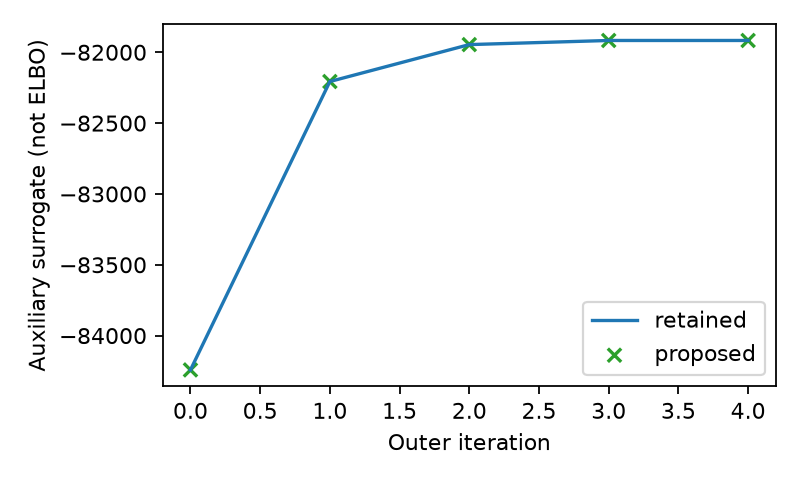 Auxiliary surrogate (not ELBO)
−82000
−82500
−83000
−83500
−84000
retained
proposed
0.0 0.5 1.0 1.5 2.0 2.5 3.0 3.5 4.0
Outer iteration